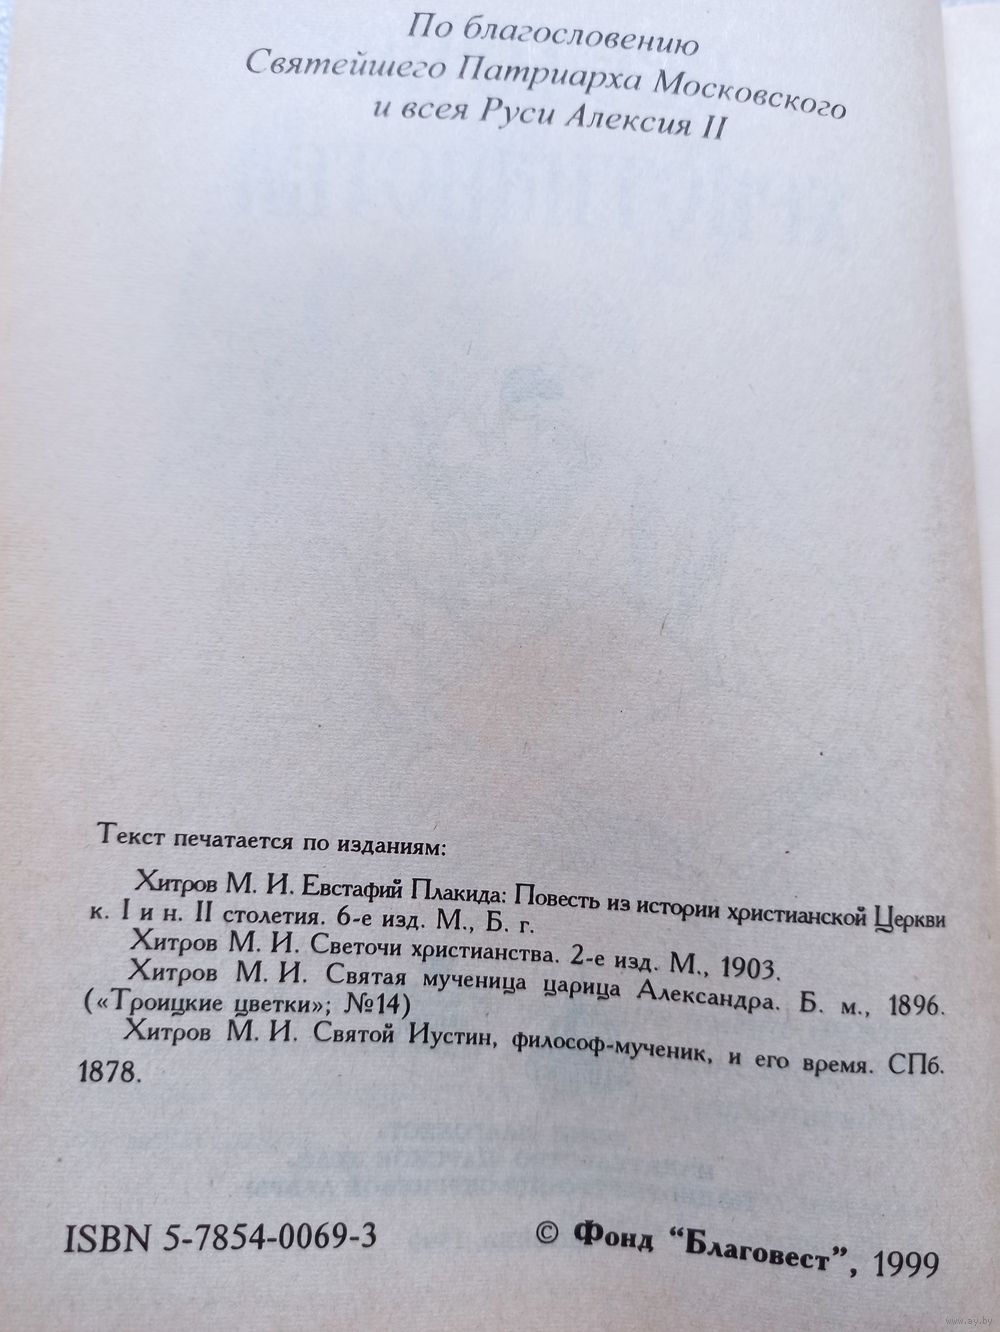 По благословению
Святейшего Патриарха Московского
и всея Руси Алексия II
Текст печатается по изданиям:
Хитров М. И. Евстафий Плакида: Повесть из истории христианской Церкви
к. I и н. II столетия. 6-е изд. М., Б. г.
Хитров М. И. Светочи христианства. 2-е изд. М., 1903.
Хитров М. И. Святая мученица царица Александра. Б. м., 1896.
(«Троицкие цветки»; №14)
Хитров М. И. Святой Иустин, философ-мученик, и его время. СПб.
1878.
ISBN 5-7854-0069-3
© Фонд “Благовест”, 1999
www.ay.by